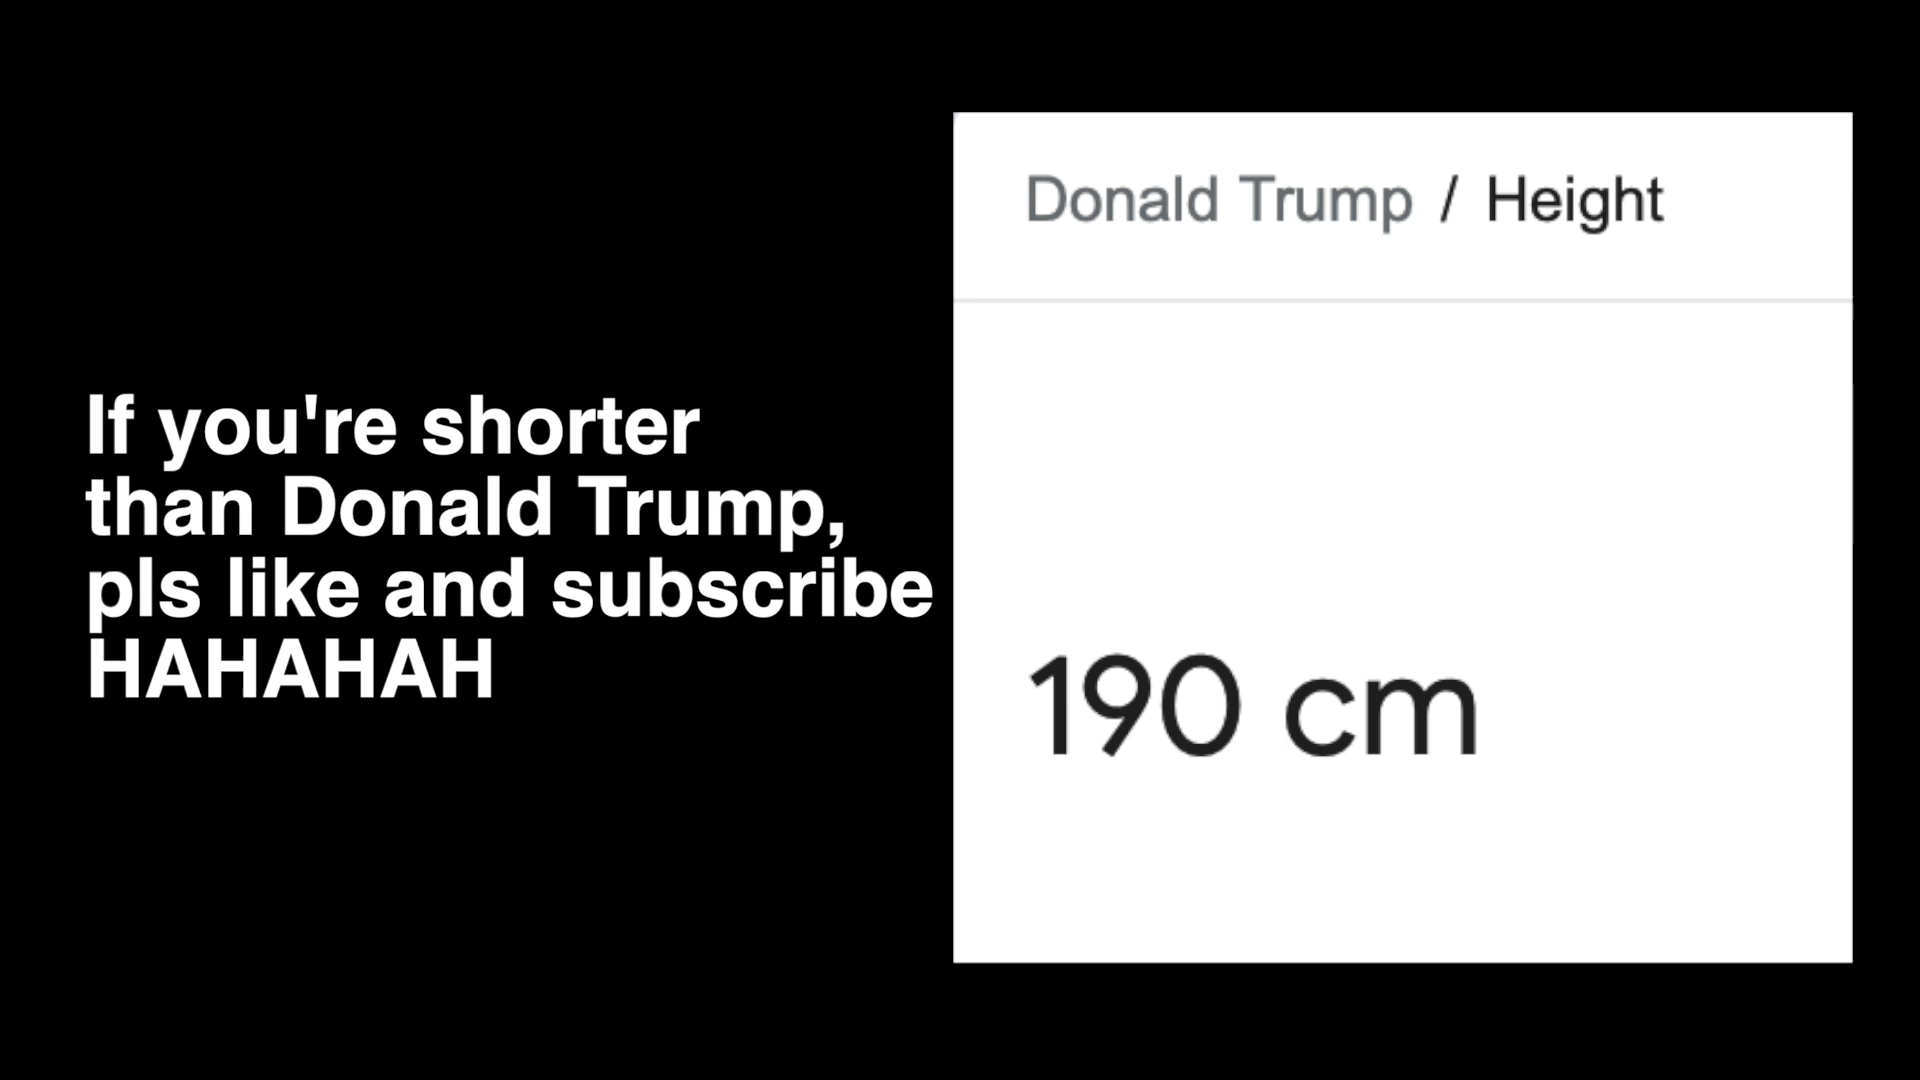 If you're shorter
than Donald Trump,
pls like and subscribe
HAHAHAH
Donald Trump / Height
190 cm